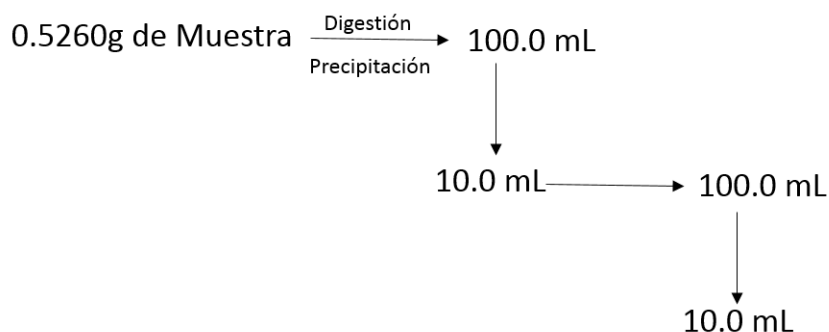 0.5260g de Muestra
Digestión
Precipitación
100.0 mL
10.0 mL
100.0 mL
10.0 mL